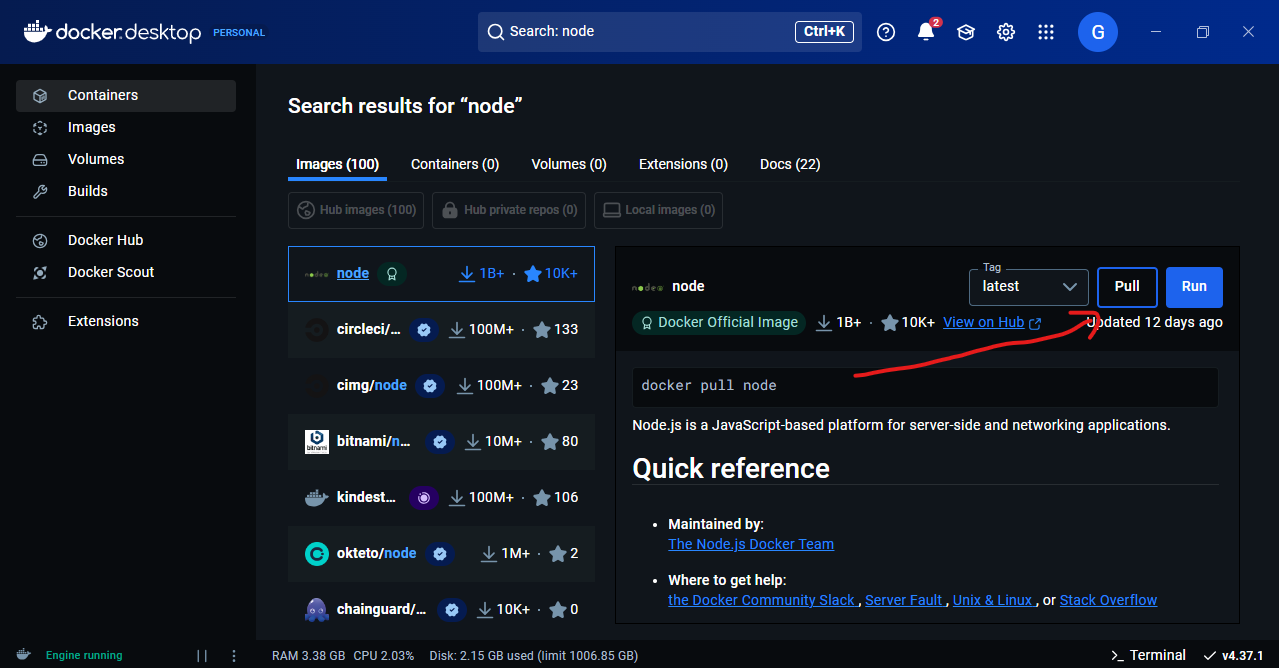 docker.desktop PERSONAL
Search: node
Ctrl+K
2
G
Containers
Images
Volumes
Builds
Docker Hub
Docker Scout
Extensions
Search results for “node”
Images (100) Containers (0) Volumes (0) Extensions (0) Docs (22)
Hub images (100) Hub private repos (0) Local images (0)
node 1B+ · 10K+
circleci/... 100M+ · 133
cimg/node 100M+ · 23
bitnami/n... 10M+ · 80
kindest... 100M+ · 106
okteto/node 1M+ · 2
chainguard/... 10K+ · 0
node
Tag
latest
Pull
Run
Docker Official Image 1B+ · 10K+ View on Hub Updated 12 days ago
docker pull node
Node.js is a JavaScript-based platform for server-side and networking applications.
Quick reference
• Maintained by:
The Node.js Docker Team
• Where to get help:
the Docker Community Slack , Server Fault , Unix & Linux , or Stack Overflow
Engine running
RAM 3.38 GB CPU 2.03% Disk: 2.15 GB used (limit 1006.85 GB)
>_ Terminal
v4.37.1